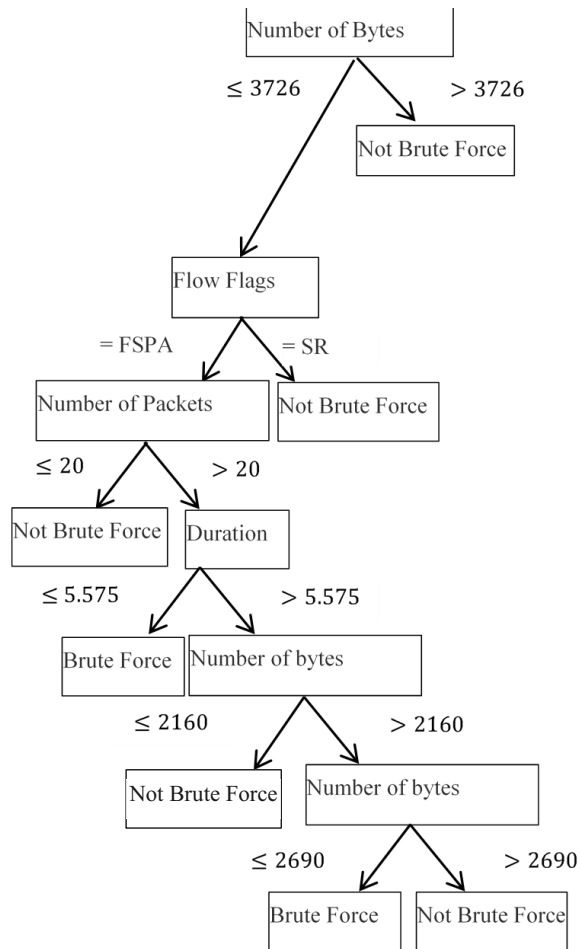 Number of Bytes
≤ 3726
> 3726
Not Brute Force
Flow Flags
= FSPA
= SR
Number of Packets
Not Brute Force
≤ 20
> 20
Not Brute Force
Duration
≤ 5.575
> 5.575
Brute Force
Number of bytes
≤ 2160
> 2160
Not Brute Force
Number of bytes
≤ 2690
> 2690
Brute Force
Not Brute Force